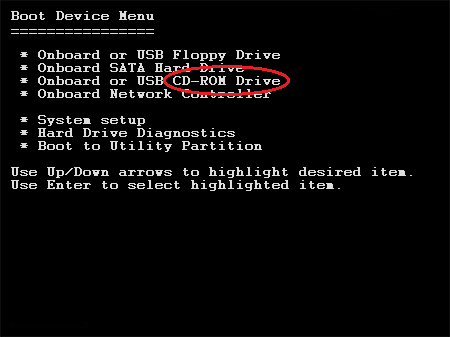 Boot Device Menu
=================
* Onboard or USB Floppy Drive
* Onboard SATA Hard Drive
* Onboard or USB CD-ROM Drive
* Onboard Network Controller
* System setup
* Hard Drive Diagnostics
* Boot to Utility Partition
Use Up/Down arrows to highlight desired item.
Use Enter to select highlighted item.